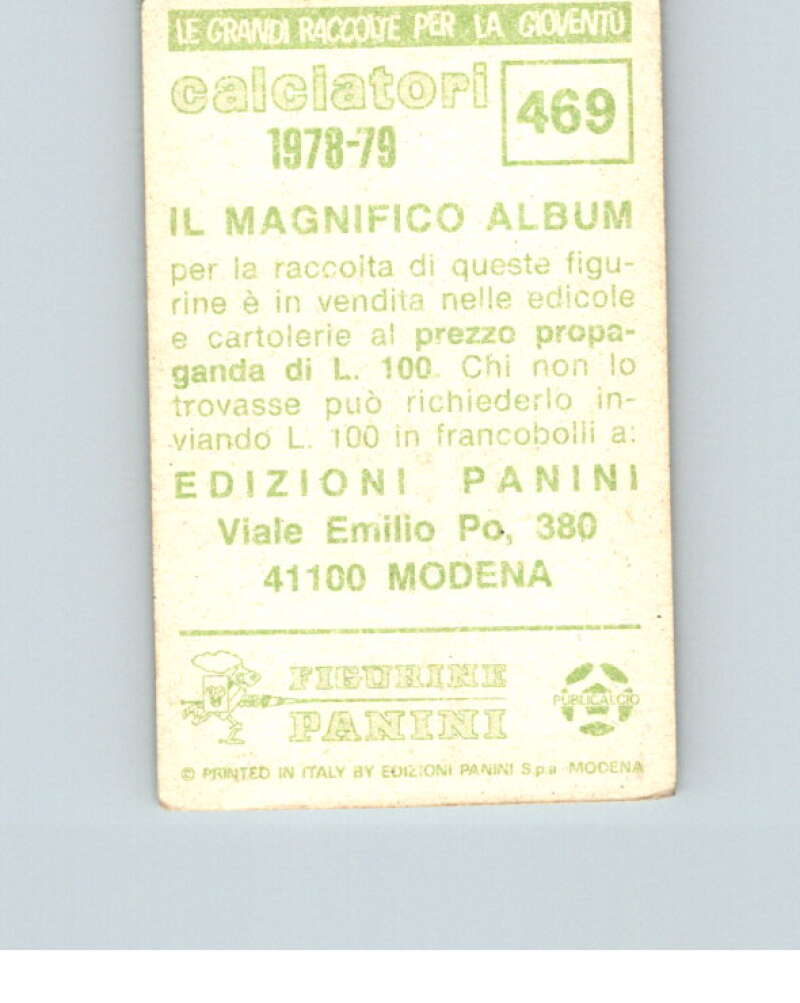 LE GRANDI RACCOLTE PER LA GIOVENTÙ
calciatori
1978-79
469
IL MAGNIFICO ALBUM
per la raccolta di queste figu-
rine è in vendita nelle edicole
e cartolerie al prezzo propa-
ganda di L. 100. Chi non lo
trovasse può richiederlo in-
viando L. 100 in francobolli a:
EDIZIONI PANINI
Viale Emilio Po, 380
41100 MODENA
FIGURINE
PANINI
PUBLICALCIO
© PRINTED IN ITALY BY EDIZIONI PANINI S.p.a. MODENA